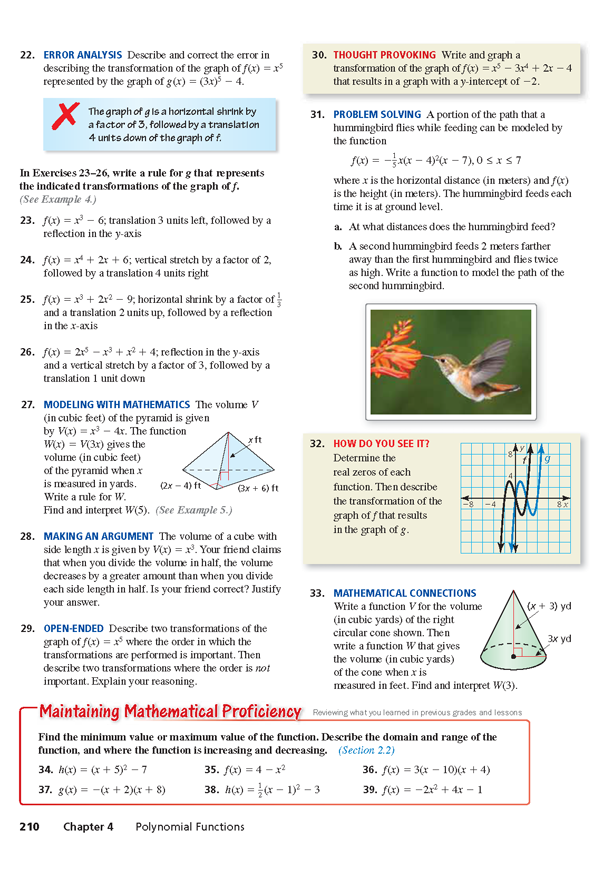 22. ERROR ANALYSIS Describe and correct the error in
describing the transformation of the graph of f(x) = x⁵
represented by the graph of g(x) = (3x)⁵ − 4.
✗ The graph of g is a horizontal shrink by
a factor of 3, followed by a translation
4 units down of the graph of f.
In Exercises 23–26, write a rule for g that represents
the indicated transformations of the graph of f.
(See Example 4.)
23. f(x) = x³ − 6; translation 3 units left, followed by a
reflection in the y-axis
24. f(x) = x⁴ + 2x + 6; vertical stretch by a factor of 2,
followed by a translation 4 units right
25. f(x) = x³ + 2x² − 9; horizontal shrink by a factor of 1/3
and a translation 2 units up, followed by a reflection
in the x-axis
26. f(x) = 2x⁵ − x³ + x² + 4; reflection in the y-axis
and a vertical stretch by a factor of 3, followed by a
translation 1 unit down
27. MODELING WITH MATHEMATICS The volume V
(in cubic feet) of the pyramid is given
by V(x) = x³ − 4x. The function
W(x) = V(3x) gives the
volume (in cubic feet)
of the pyramid when x
is measured in yards.
Write a rule for W.
Find and interpret W(5). (See Example 5.)
x ft
(2x − 4) ft
(3x + 6) ft
28. MAKING AN ARGUMENT The volume of a cube with
side length x is given by V(x) = x³. Your friend claims
that when you divide the volume in half, the volume
decreases by a greater amount than when you divide
each side length in half. Is your friend correct? Justify
your answer.
29. OPEN-ENDED Describe two transformations of the
graph of f(x) = x⁵ where the order in which the
transformations are performed is important. Then
describe two transformations where the order is not
important. Explain your reasoning.
30. THOUGHT PROVOKING Write and graph a
transformation of the graph of f(x) = x⁵ − 3x⁴ + 2x − 4
that results in a graph with a y-intercept of −2.
31. PROBLEM SOLVING A portion of the path that a
hummingbird flies while feeding can be modeled by
the function
f(x) = −1/5x(x − 4)²(x − 7), 0 ≤ x ≤ 7
where x is the horizontal distance (in meters) and f(x)
is the height (in meters). The hummingbird feeds each
time it is at ground level.
a. At what distances does the hummingbird feed?
b. A second hummingbird feeds 2 meters farther
away than the first hummingbird and flies twice
as high. Write a function to model the path of the
second hummingbird.
32. HOW DO YOU SEE IT?
Determine the
real zeros of each
function. Then describe
the transformation of the
graph of f that results
in the graph of g.
8 y
f g
4
−8 −4 8 x
33. MATHEMATICAL CONNECTIONS
Write a function V for the volume
(in cubic yards) of the right
circular cone shown. Then
write a function W that gives
the volume (in cubic yards)
of the cone when x is
measured in feet. Find and interpret W(3).
(x + 3) yd
3x yd
Maintaining Mathematical Proficiency Reviewing what you learned in previous grades and lessons
Find the minimum value or maximum value of the function. Describe the domain and range of the
function, and where the function is increasing and decreasing. (Section 2.2)
34. h(x) = (x + 5)² − 7 35. f(x) = 4 − x² 36. f(x) = 3(x − 10)(x + 4)
37. g(x) = −(x + 2)(x + 8) 38. h(x) = 1/2(x − 1)² − 3 39. f(x) = −2x² + 4x − 1
210 Chapter 4 Polynomial Functions